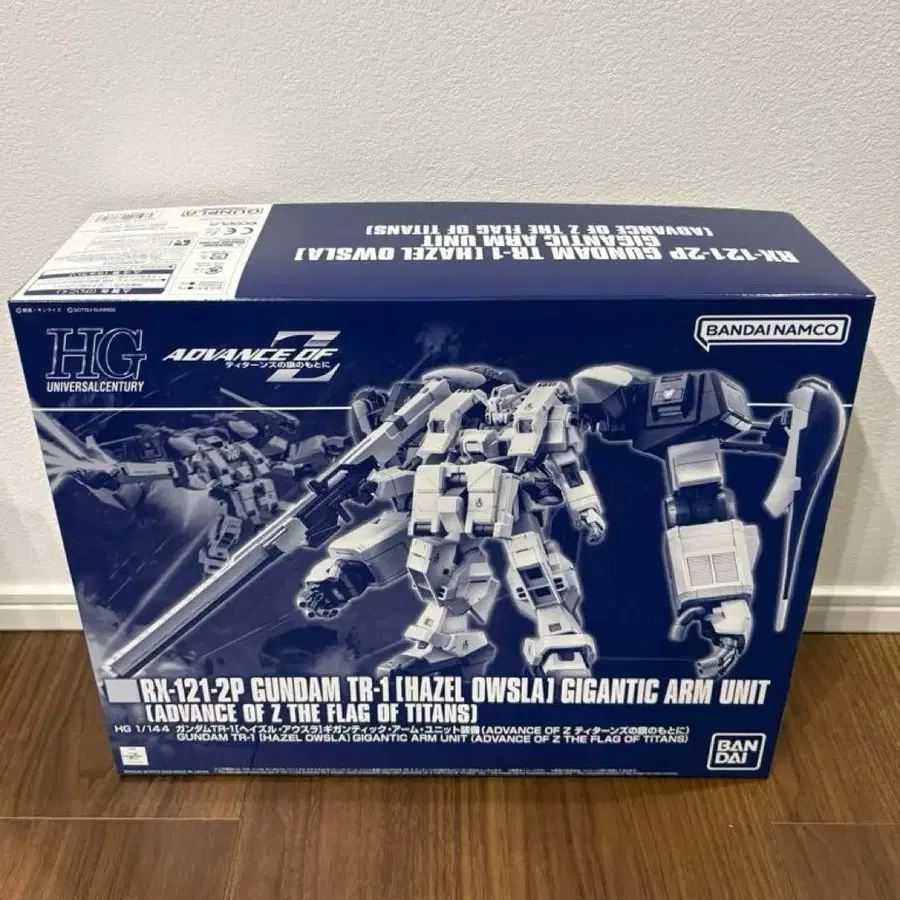 GUNPLA
RX-121-2P GUNDAM TR-1 [HAZEL OWSLA]
GIGANTIC ARM UNIT
[ADVANCE OF Z THE FLAG OF TITANS]
HG
UNIVERSAL CENTURY
ADVANCE OF Z
ティターンズの旗のもとに
BANDAI NAMCO
RX-121-2P GUNDAM TR-1 [HAZEL OWSLA] GIGANTIC ARM UNIT
[ADVANCE OF Z THE FLAG OF TITANS]
HG 1/144 ガンダムTR-1[ヘイズル・アウスラ]ギガンティック・アーム・ユニット装備(ADVANCE OF Z ティターンズの旗のもとに)
GUNDAM TR-1 [HAZEL OWSLA] GIGANTIC ARM UNIT (ADVANCE OF Z THE FLAG OF TITANS)
BAN
DAI